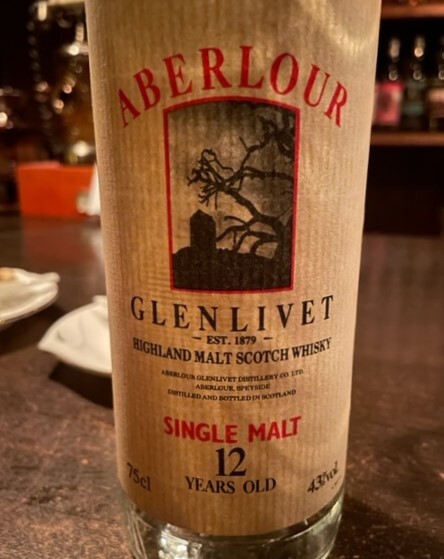 ABERLOUR
GLENLIVET
– EST. 1879 –
HIGHLAND MALT SCOTCH WHISKY
ABERLOUR GLENLIVET DISTILLERY CO. LTD.
ABERLOUR, SPEYSIDE
DISTILLED AND BOTTLED IN SCOTLAND
SINGLE MALT
12
YEARS OLD
75cl
43%vol.